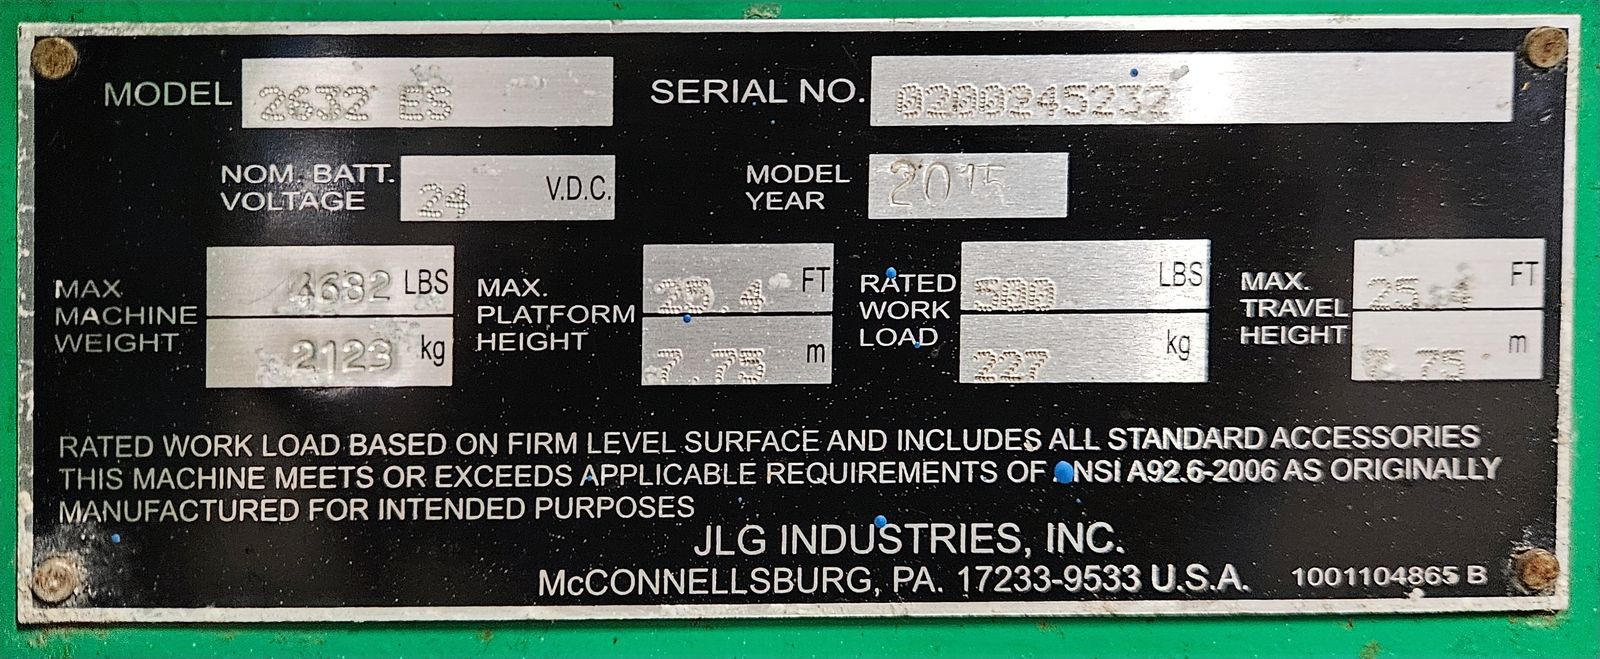 MODEL 2632 ES SERIAL NO. 0200245232
NOM. BATT. VOLTAGE 24 V.D.C. MODEL YEAR 2015
MAX MACHINE WEIGHT 4682 LBS 2123 kg MAX. PLATFORM HEIGHT FT 7.75 m RATED WORK LOAD 500 LBS 227 kg MAX. TRAVEL HEIGHT 25.4 FT 7.75 m
RATED WORK LOAD BASED ON FIRM LEVEL SURFACE AND INCLUDES ALL STANDARD ACCESSORIES
THIS MACHINE MEETS OR EXCEEDS APPLICABLE REQUIREMENTS OF ANSI A92.6-2006 AS ORIGINALLY
MANUFACTURED FOR INTENDED PURPOSES
JLG INDUSTRIES, INC.
McCONNELLSBURG, PA. 17233-9533 U.S.A. 1001104865 B